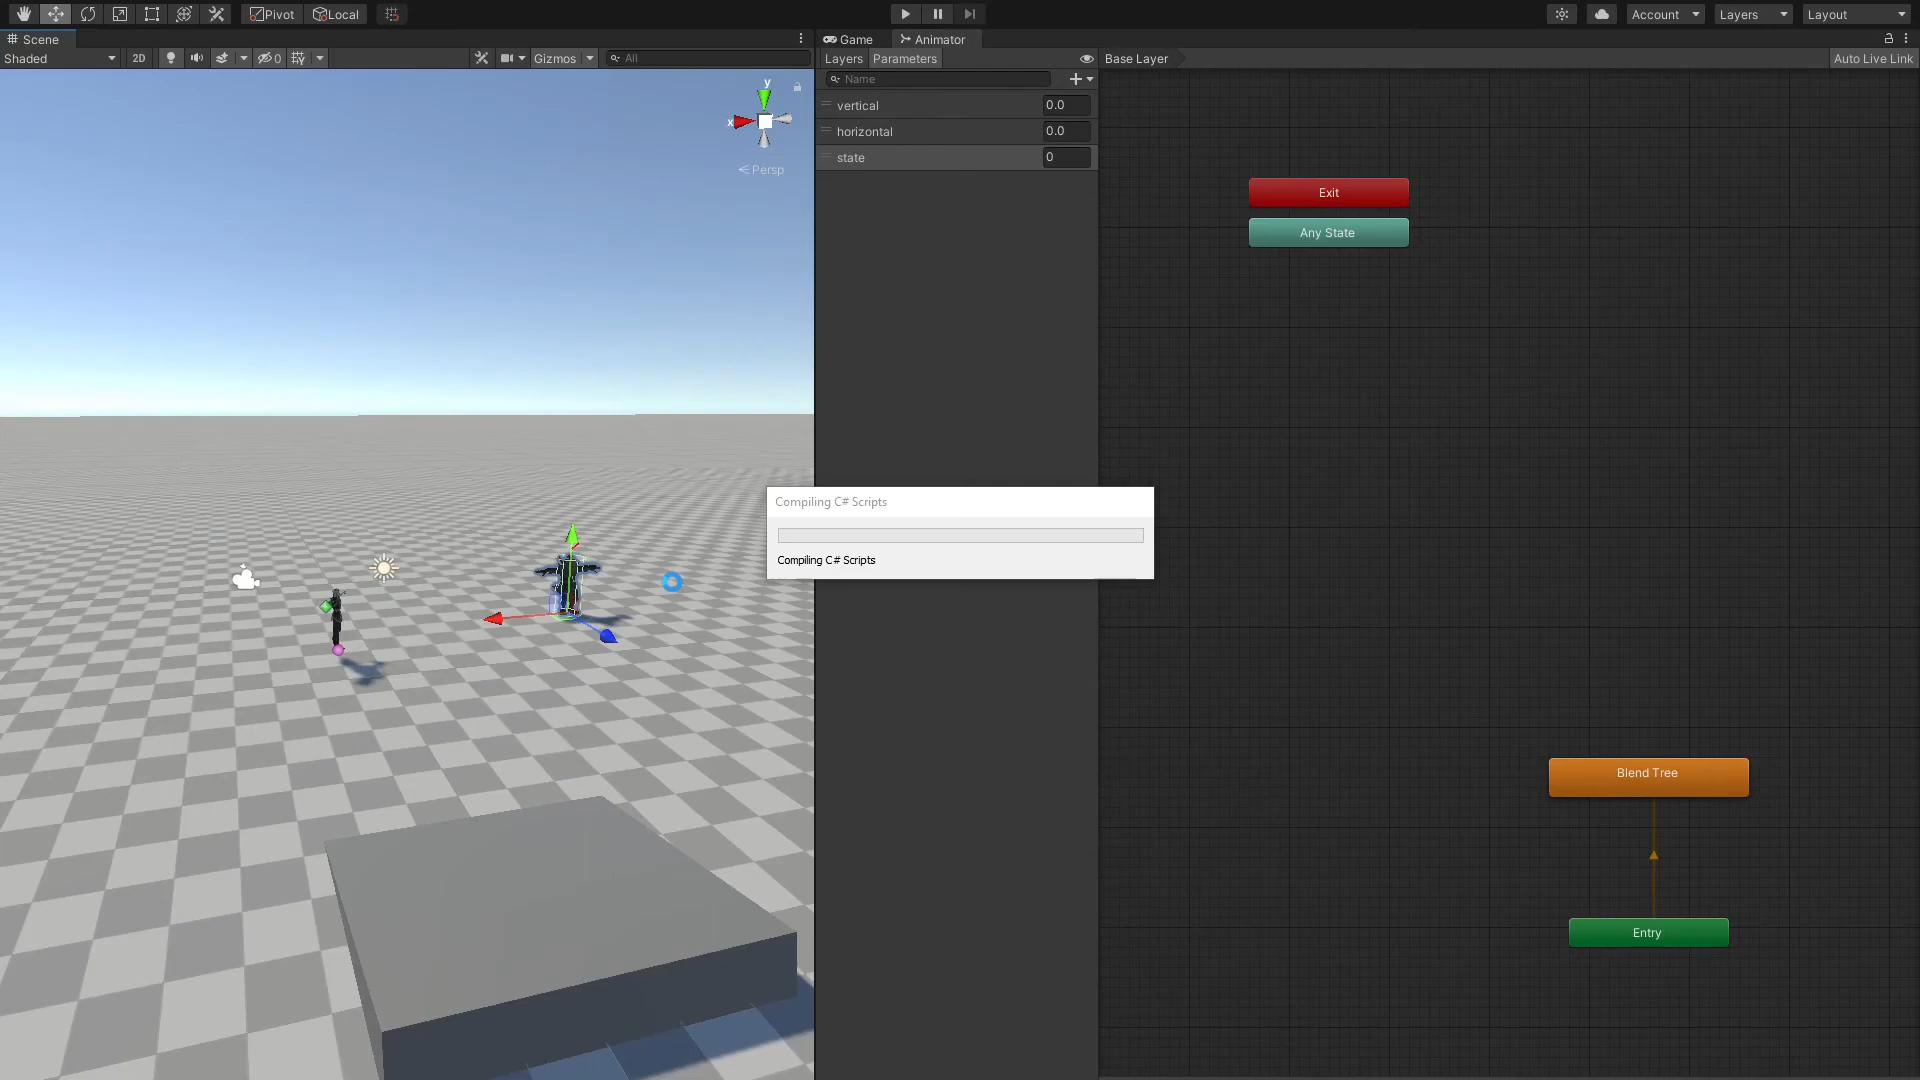 Pivot Local Account Layers Layout
Scene Game Animator
Shaded 2D 0 Gizmos All Layers Parameters Base Layer Auto Live Link
Name
vertical 0.0
horizontal 0.0
state 0
y
x
Persp
Exit
Any State
Compiling C# Scripts
Compiling C# Scripts
Blend Tree
Entry